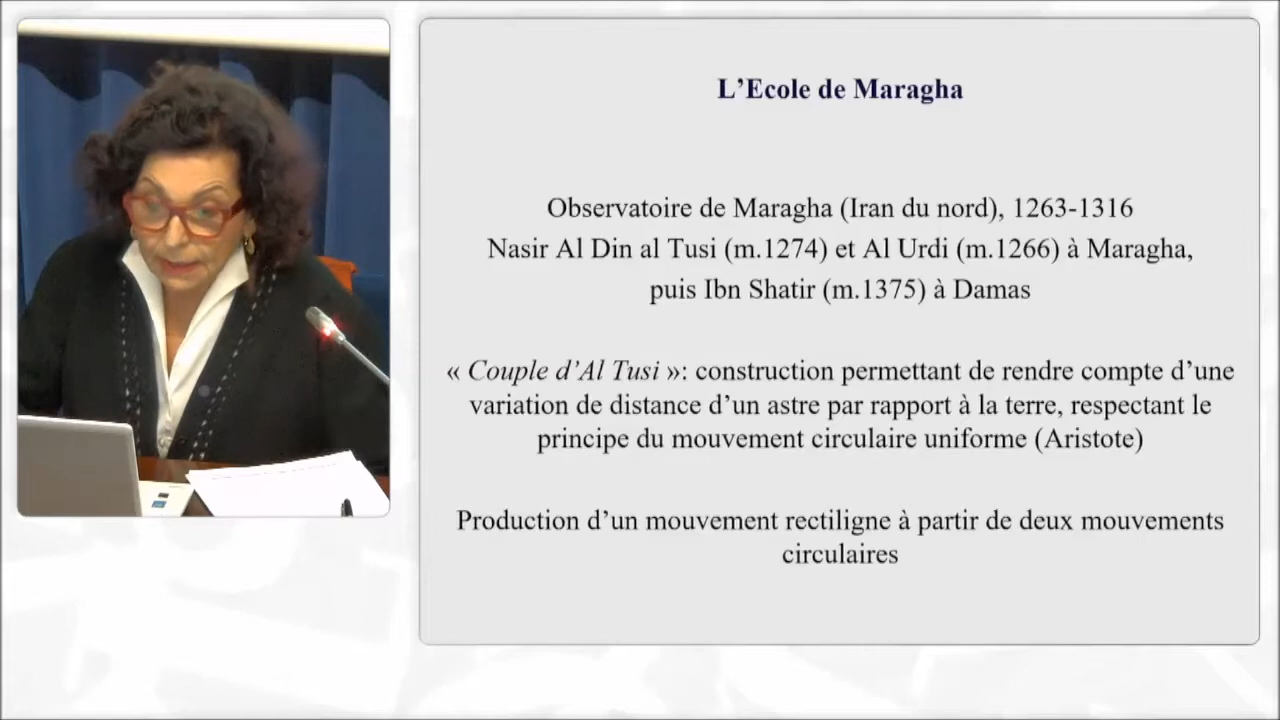 L’Ecole de Maragha
Observatoire de Maragha (Iran du nord), 1263-1316
Nasir Al Din al Tusi (m.1274) et Al Urdi (m.1266) à Maragha,
puis Ibn Shatir (m.1375) à Damas
« Couple d’Al Tusi »: construction permettant de rendre compte d’une
variation de distance d’un astre par rapport à la terre, respectant le
principe du mouvement circulaire uniforme (Aristote)
Production d’un mouvement rectiligne à partir de deux mouvements
circulaires